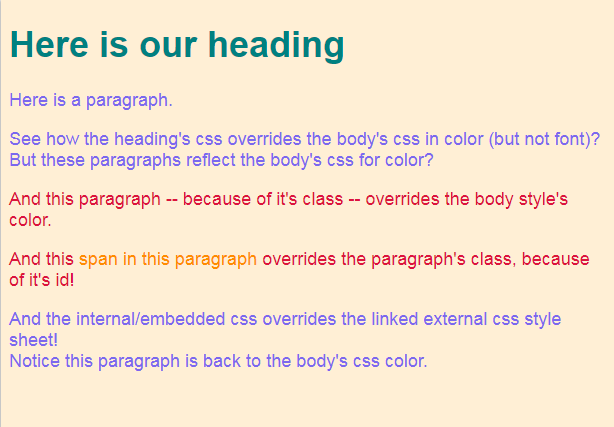 Here is our heading
Here is a paragraph.
See how the heading's css overrides the body's css in color (but not font)?
But these paragraphs reflect the body's css for color?
And this paragraph -- because of it's class -- overrides the body style's
color.
And this span in this paragraph overrides the paragraph's class, because
of it's id!
And the internal/embedded css overrides the linked external css style
sheet!
Notice this paragraph is back to the body's css color.